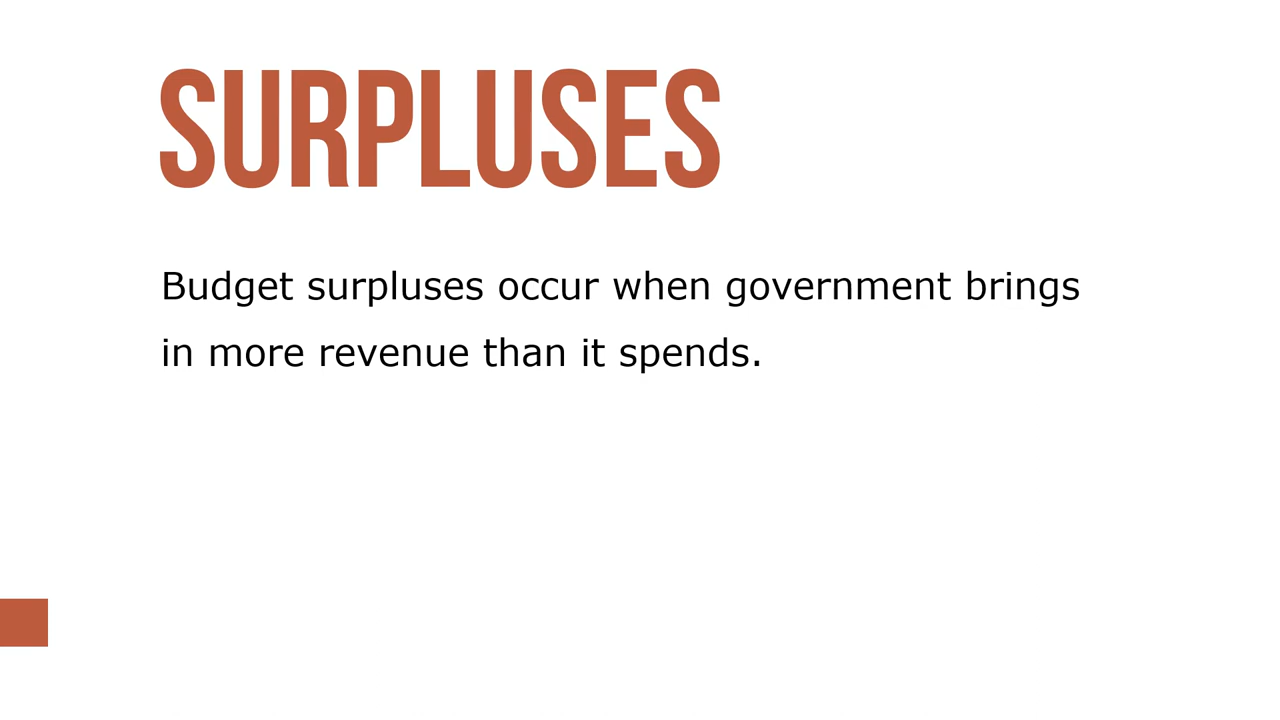 SURPLUSES
Budget surpluses occur when government brings
in more revenue than it spends.